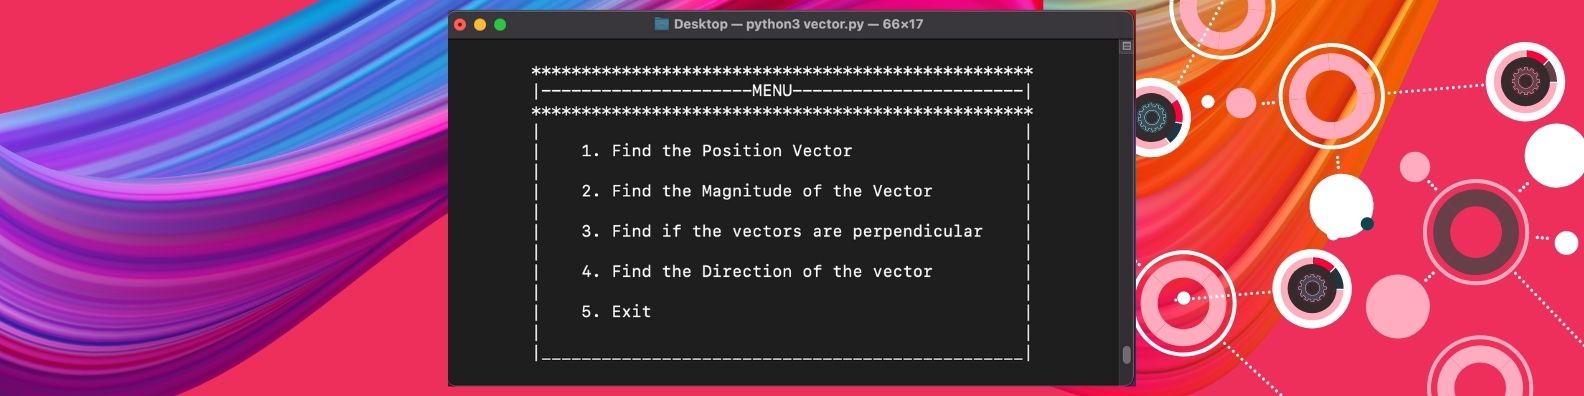 Desktop — python3 vector.py — 66×17
**************************************************
|---------------------MENU-----------------------|
**************************************************
1. Find the Position Vector
2. Find the Magnitude of the Vector
3. Find if the vectors are perpendicular
4. Find the Direction of the vector
5. Exit